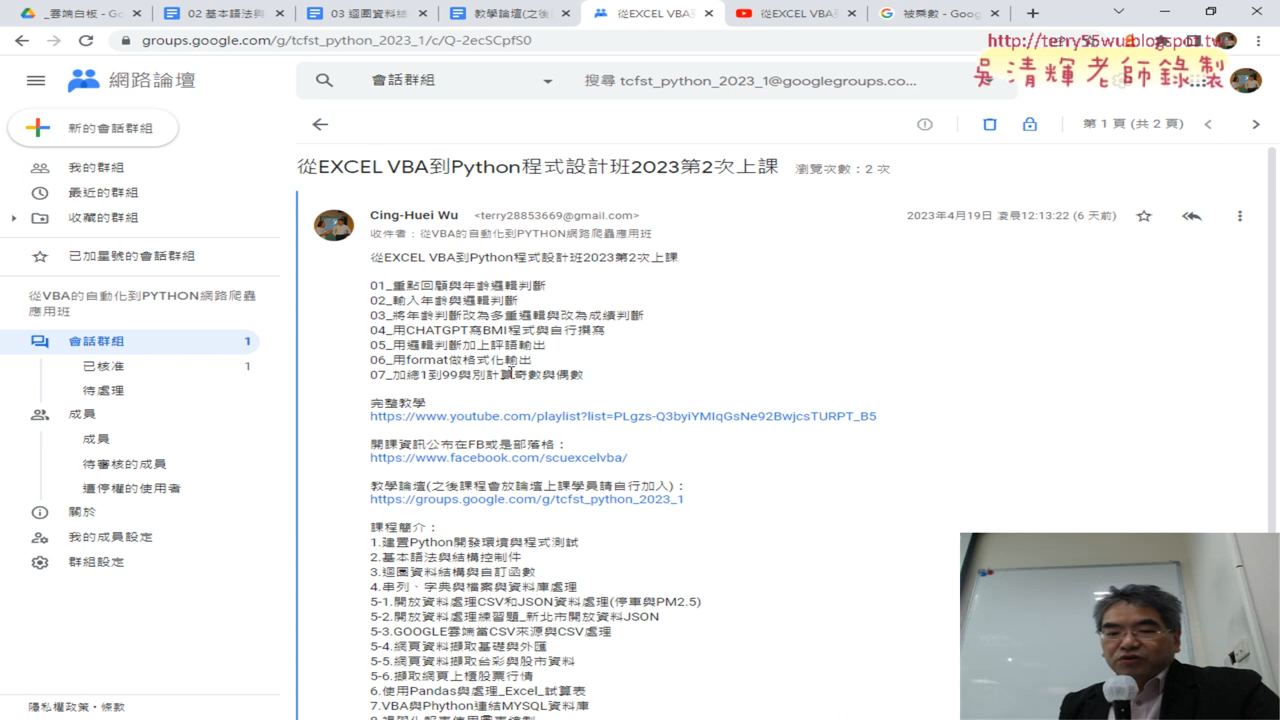 _雲端白板 - G
02 基本語法與
03 迴圈資料結
教學論壇(之後
從EXCEL VBA
從EXCEL VBA
被乘數 - Goog
groups.google.com/g/tcfst_python_2023_1/c/Q-2ecSCpfS0
http://terry55wu.blogspot.tw
吳清輝老師錄製
網路論壇
會話群組
搜尋 tcfst_python_2023_1@googlegroups.co...
新的會話群組
第 1 頁 (共 2 頁)
我的群組
最近的群組
收藏的群組
已加星號的會話群組
從VBA的自動化到PYTHON網路爬蟲應用班
會話群組 1
已核准 1
待處理
成員
成員
待審核的成員
遭停權的使用者
關於
我的成員設定
群組設定
隱私權政策・條款
從EXCEL VBA到Python程式設計班2023第2次上課 瀏覽次數：2 次
Cing-Huei Wu <terry28853669@gmail.com>
2023年4月19日 凌晨12:13:22 (6 天前)
收件者：從VBA的自動化到PYTHON網路爬蟲應用班
從EXCEL VBA到Python程式設計班2023第2次上課
01_重點回顧與年齡邏輯判斷
02_輸入年齡與邏輯判斷
03_將年齡判斷改為多重邏輯與改為成績判斷
04_用CHATGPT寫BMI程式與自行撰寫
05_用邏輯判斷加上評語輸出
06_用format做格式化輸出
07_加總1到99與別計算奇數與偶數
完整教學
https://www.youtube.com/playlist?list=PLgzs-Q3byiYMIqGsNe92BwjcsTURPT_B5
開課資訊公布在FB或是部落格：
https://www.facebook.com/scuexcelvba/
教學論壇(之後課程會放論壇上課學員請自行加入)：
https://groups.google.com/g/tcfst_python_2023_1
課程簡介：
1.建置Python開發環境與程式測試
2.基本語法與結構控制件
3.迴圈資料結構與自訂函數
4.串列、字典與檔案與資料庫處理
5-1.開放資料處理CSV和JSON資料處理(停車與PM2.5)
5-2.開放資料處理練習題_新北市開放資料JSON
5-3.GOOGLE雲端當CSV來源與CSV處理
5-4.網頁資料擷取基礎與外匯
5-5.網頁資料擷取台彩與股市資料
5-6.擷取網頁上櫃股票行情
6.使用Pandas與處理_Excel_試算表
7.VBA與Phython連結MYSQL資料庫